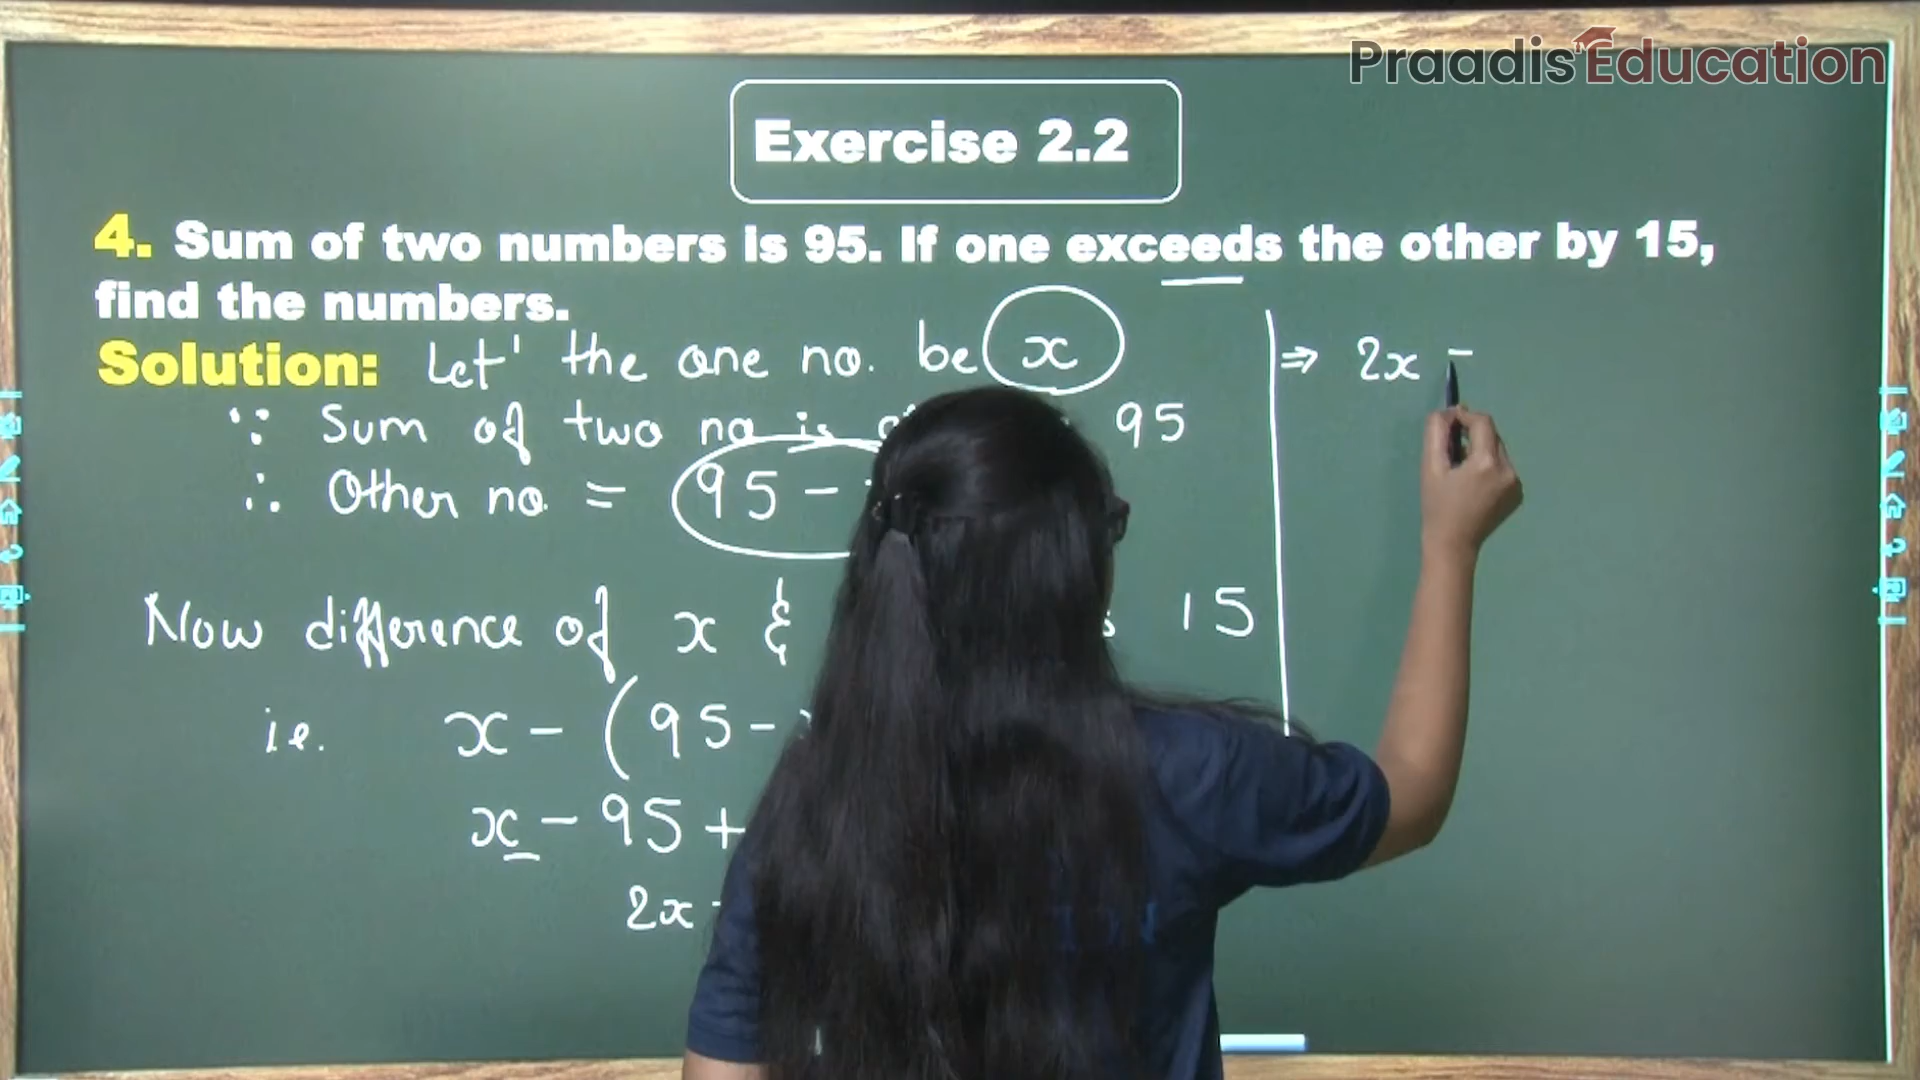 Praadis Education
Exercise 2.2
4. Sum of two numbers is 95. If one exceeds the other by 15,
find the numbers.
Solution: Let' the one no. be x
∵ Sum of two no is 95
∴ Other no. = 95 -
Now difference of x & 15
i.e. x - (95 -
x - 95 +
2x
⇒ 2x -